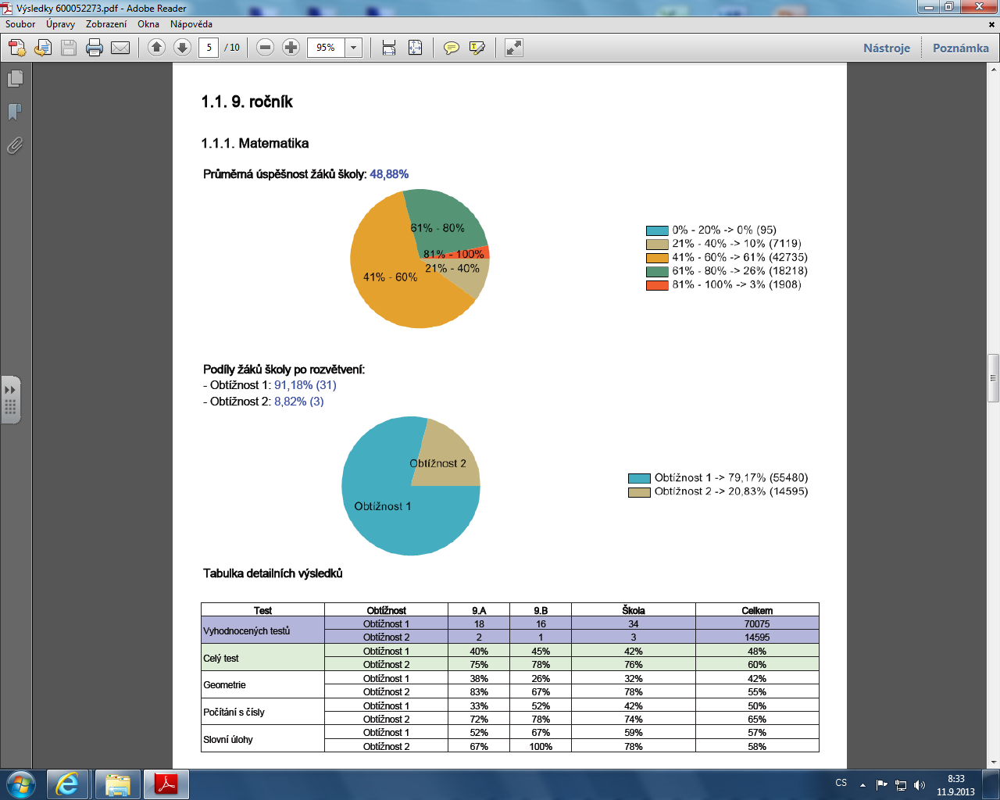 Výsledky 600052273.pdf - Adobe Reader
Soubor Úpravy Zobrazení Okna Nápověda
5 / 10 95% Nástroje Poznámka
1.1. 9. ročník
1.1.1. Matematika
Průměrná úspěšnost žáků školy: 48,88%
61% - 80%
81% - 100%
21% - 40%
41% - 60%
0% - 20% -> 0% (95)
21% - 40% -> 10% (7119)
41% - 60% -> 61% (42735)
61% - 80% -> 26% (18218)
81% - 100% -> 3% (1908)
Podíly žáků školy po rozvětvení:
- Obtížnost 1: 91,18% (31)
- Obtížnost 2: 8,82% (3)
Obtížnost 2
Obtížnost 1
Obtížnost 1 -> 79,17% (55480)
Obtížnost 2 -> 20,83% (14595)
Tabulka detailních výsledků
Test Obtížnost 9.A 9.B Škola Celkem
Vyhodnocených testů
Obtížnost 1 18 16 34 70075
Obtížnost 2 2 1 3 14595
Celý test
Obtížnost 1 40% 45% 42% 48%
Obtížnost 2 75% 78% 76% 60%
Geometrie
Obtížnost 1 38% 26% 32% 42%
Obtížnost 2 83% 67% 78% 55%
Počítání s čísly
Obtížnost 1 33% 52% 42% 50%
Obtížnost 2 72% 78% 74% 65%
Slovní úlohy
Obtížnost 1 52% 67% 59% 57%
Obtížnost 2 67% 100% 78% 58%
CS 8:33
11.9.2013